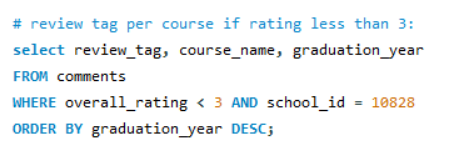 # review tag per course if rating less than 3:
select review_tag, course_name, graduation_year
FROM comments
WHERE overall_rating < 3 AND school_id = 10828
ORDER BY graduation_year DESC;